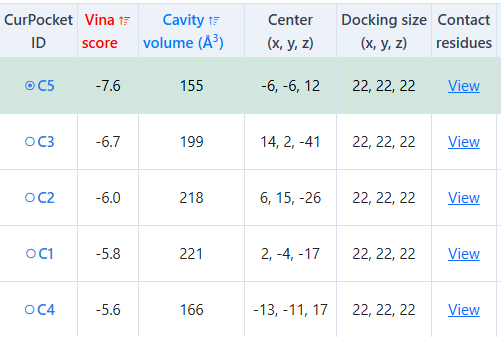 CurPocket ID Vina score Cavity volume (Å³) Center (x, y, z) Docking size (x, y, z) Contact residues
C5 -7.6 155 -6, -6, 12 22, 22, 22 View
C3 -6.7 199 14, 2, -41 22, 22, 22 View
C2 -6.0 218 6, 15, -26 22, 22, 22 View
C1 -5.8 221 2, -4, -17 22, 22, 22 View
C4 -5.6 166 -13, -11, 17 22, 22, 22 View